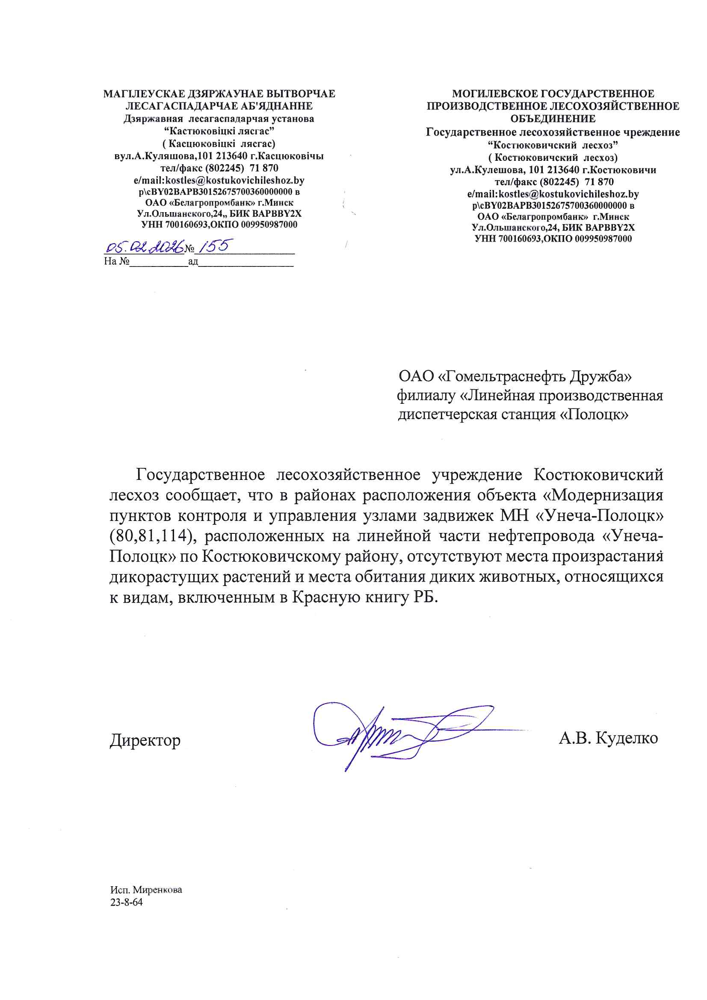 МАГІЛЕУСКАЕ ДЗЯРЖАУНАЕ ВЫТВОРЧАЕ
ЛЕСАГАСПАДАРЧАЕ АБ'ЯДНАННЕ
Дзяржавная лесагаспадарчая установа
“Кастюковіцкі лясгас”
( Касцюковіцкі лясгас)
вул.А.Куляшова,101 213640 г.Касцюковічы
тел/факс (802245) 71 870
e/mail:kostles@kostukovichileshoz.by
р\сBY02BAPB30152675700360000000 в
ОАО «Белагропромбанк» г.Минск
Ул.Ольшанского,24,, БИК BAPBBY2X
УНН 700160693,ОКПО 009950987000
05.02.2026№ 155
На №__________ад________________
МОГИЛЕВСКОЕ ГОСУДАРСТВЕННОЕ
ПРОИЗВОДСТВЕННОЕ ЛЕСОХОЗЯЙСТВЕННОЕ
ОБЪЕДИНЕНИЕ
Государственное лесохозяйственное чреждение
“Костюковичский лесхоз”
( Костюковичский лесхоз)
ул.А.Кулешова, 101 213640 г.Костюковичи
тел/факс (802245) 71 870
e/mail:kostles@kostukovichileshoz.by
р\сBY02BAPB30152675700360000000 в
ОАО «Белагропромбанк» г.Минск
Ул.Ольшанского,24, БИК BAPBBY2X
УНН 700160693,ОКПО 009950987000
ОАО «Гомельтраснефть Дружба»
филиалу «Линейная производственная
диспетчерская станция «Полоцк»
Государственное лесохозяйственное учреждение Костюковичский
лесхоз сообщает, что в районах расположения объекта «Модернизация
пунктов контроля и управления узлами задвижек МН «Унеча-Полоцк»
(80,81,114), расположенных на линейной части нефтепровода «Унеча-
Полоцк» по Костюковичскому району, отсутствуют места произрастаний
дикорастущих растений и места обитания диких животных, относящихся
к видам, включенным в Красную книгу РБ.
Директор
А.В. Куделко
Исп. Миренкова
23-8-64